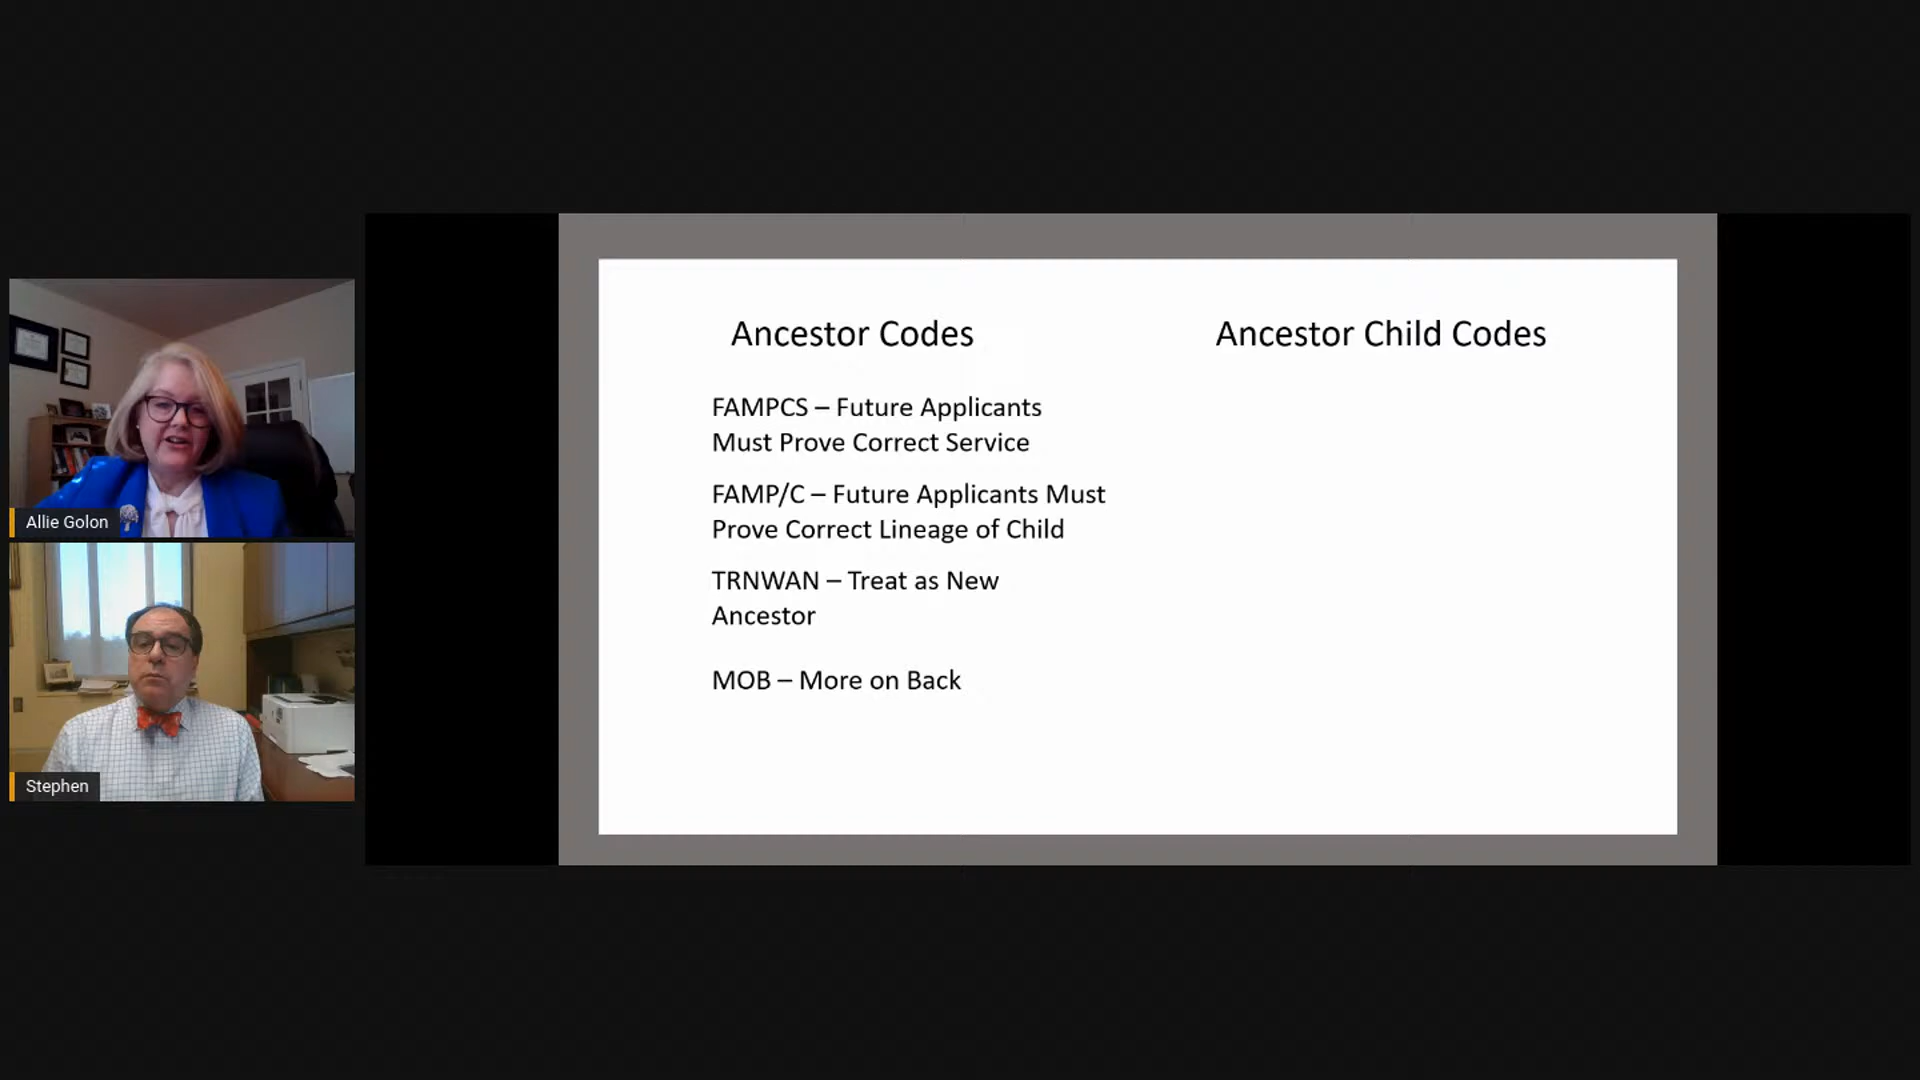 Allie Golon
Stephen
Ancestor Codes
FAMPCS – Future Applicants
Must Prove Correct Service
FAMP/C – Future Applicants Must
Prove Correct Lineage of Child
TRNWAN – Treat as New
Ancestor
MOB – More on Back
Ancestor Child Codes